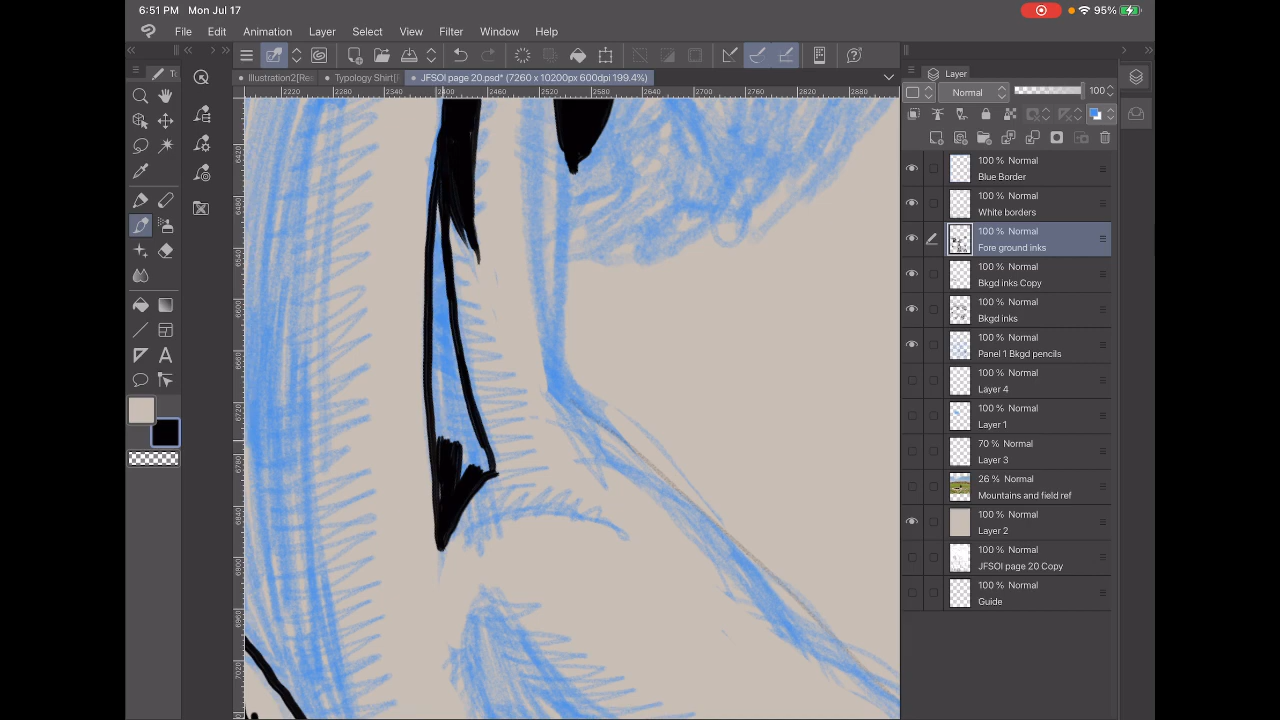 6:51 PM Mon Jul 17
95%
File Edit Animation Layer Select View Filter Window Help
Illustration2[Re Typology Shirt[ JFSOI page 20.psd* (7260 x 10200px 600dpi 199.4%)
Layer
Normal 100
2220 2280 2340 2400 2460 2520 2580 2640 2700 2760 2820 2880
100 % Normal
Blue Border
100 % Normal
White borders
100 % Normal
Fore ground inks
100 % Normal
Bkgd inks Copy
100 % Normal
Bkgd inks
100 % Normal
Panel 1 Bkgd pencils
100 % Normal
Layer 4
100 % Normal
Layer 1
70 % Normal
Layer 3
26 % Normal
Mountains and field ref
100 % Normal
Layer 2
100 % Normal
JFSOI page 20 Copy
100 % Normal
Guide